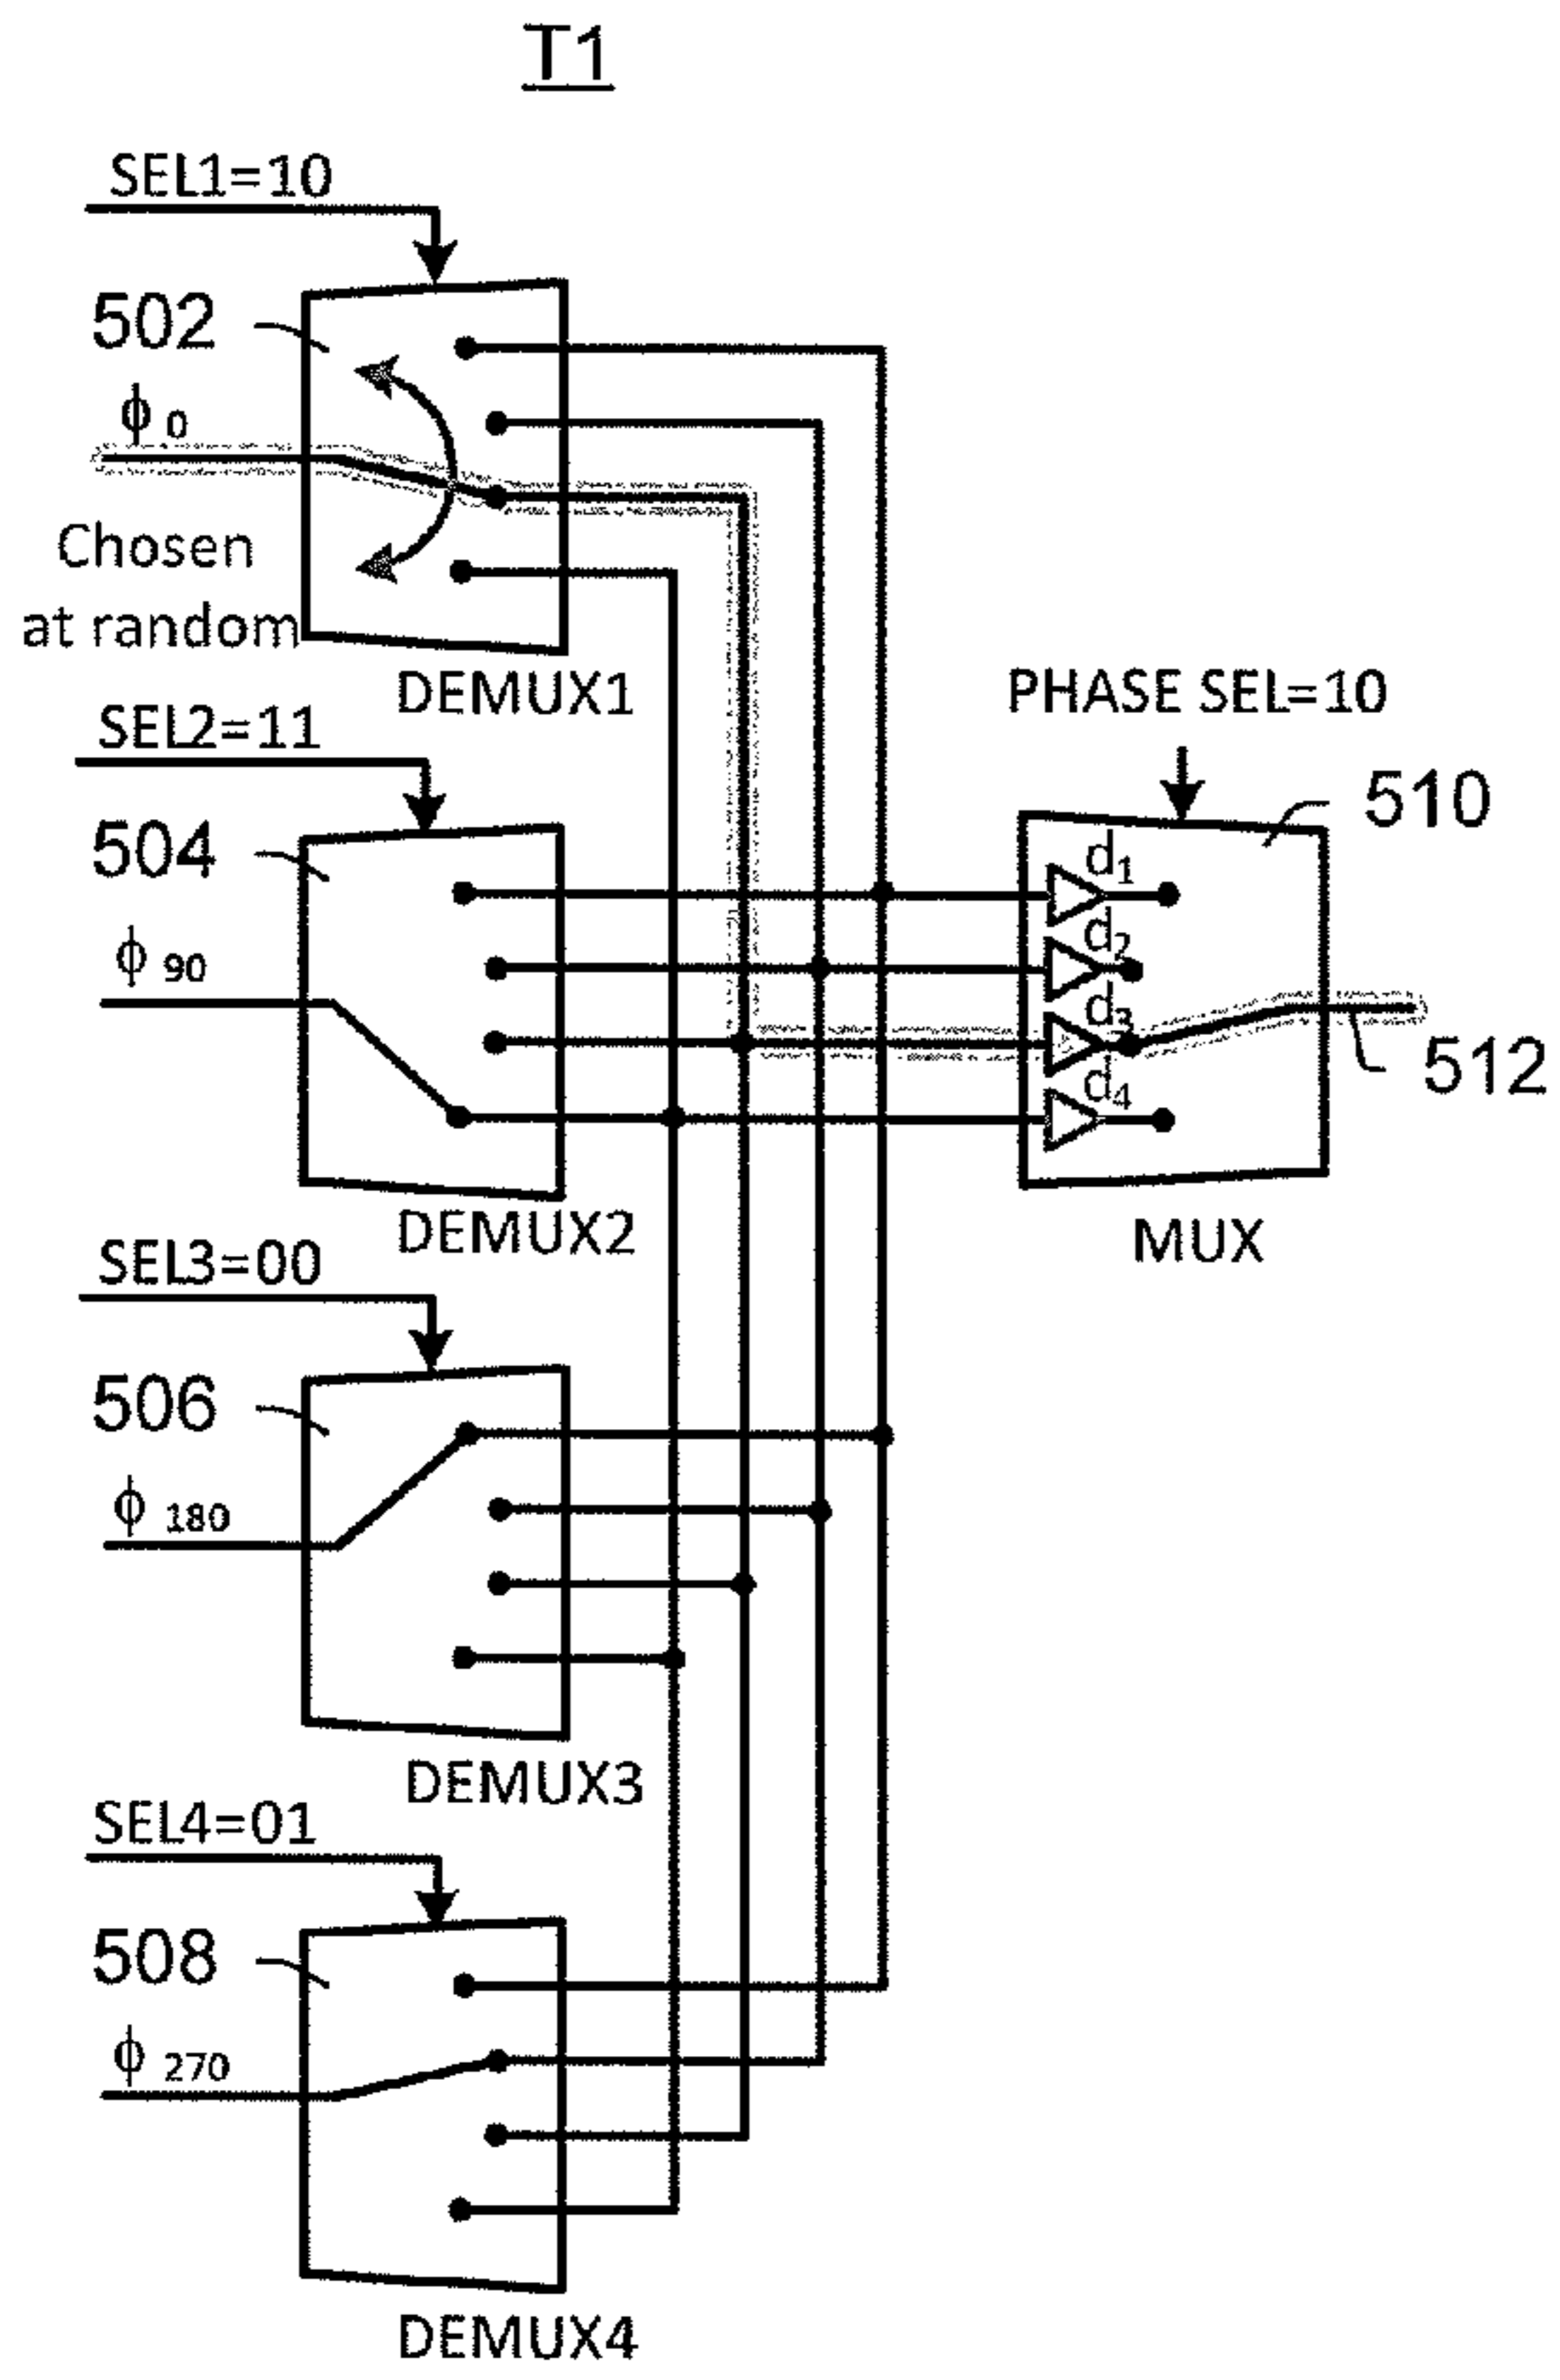 T1
SEL1=10
502
ϕ 0
Chosen
at random
DEMUX1
SEL2=11
504
ϕ 90
DEMUX2
PHASE SEL=10
510
d1
d2
d3
d4
512
MUX
SEL3=00
506
ϕ 180
DEMUX3
SEL4=01
508
ϕ 270
DEMUX4